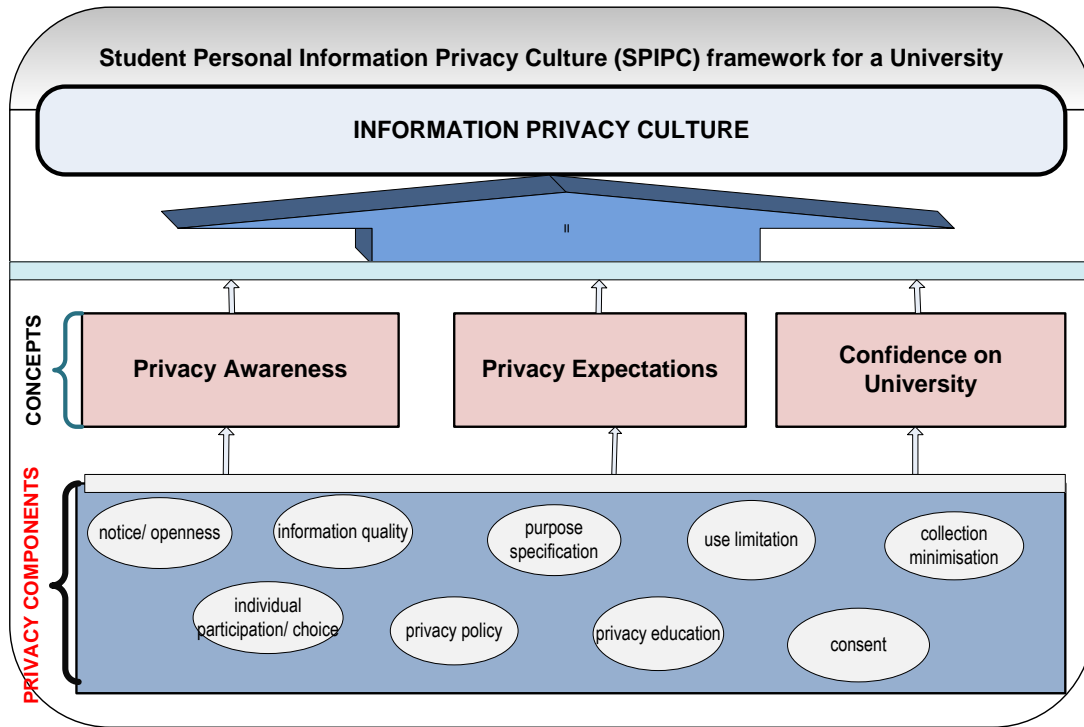 Student Personal Information Privacy Culture (SPIPC) framework for a University
INFORMATION PRIVACY CULTURE
II
CONCEPTS
Privacy Awareness
Privacy Expectations
Confidence on
University
PRIVACY COMPONENTS
notice/ openness
information quality
purpose
specification
use limitation
collection
minimisation
individual
participation/ choice
privacy policy
privacy education
consent